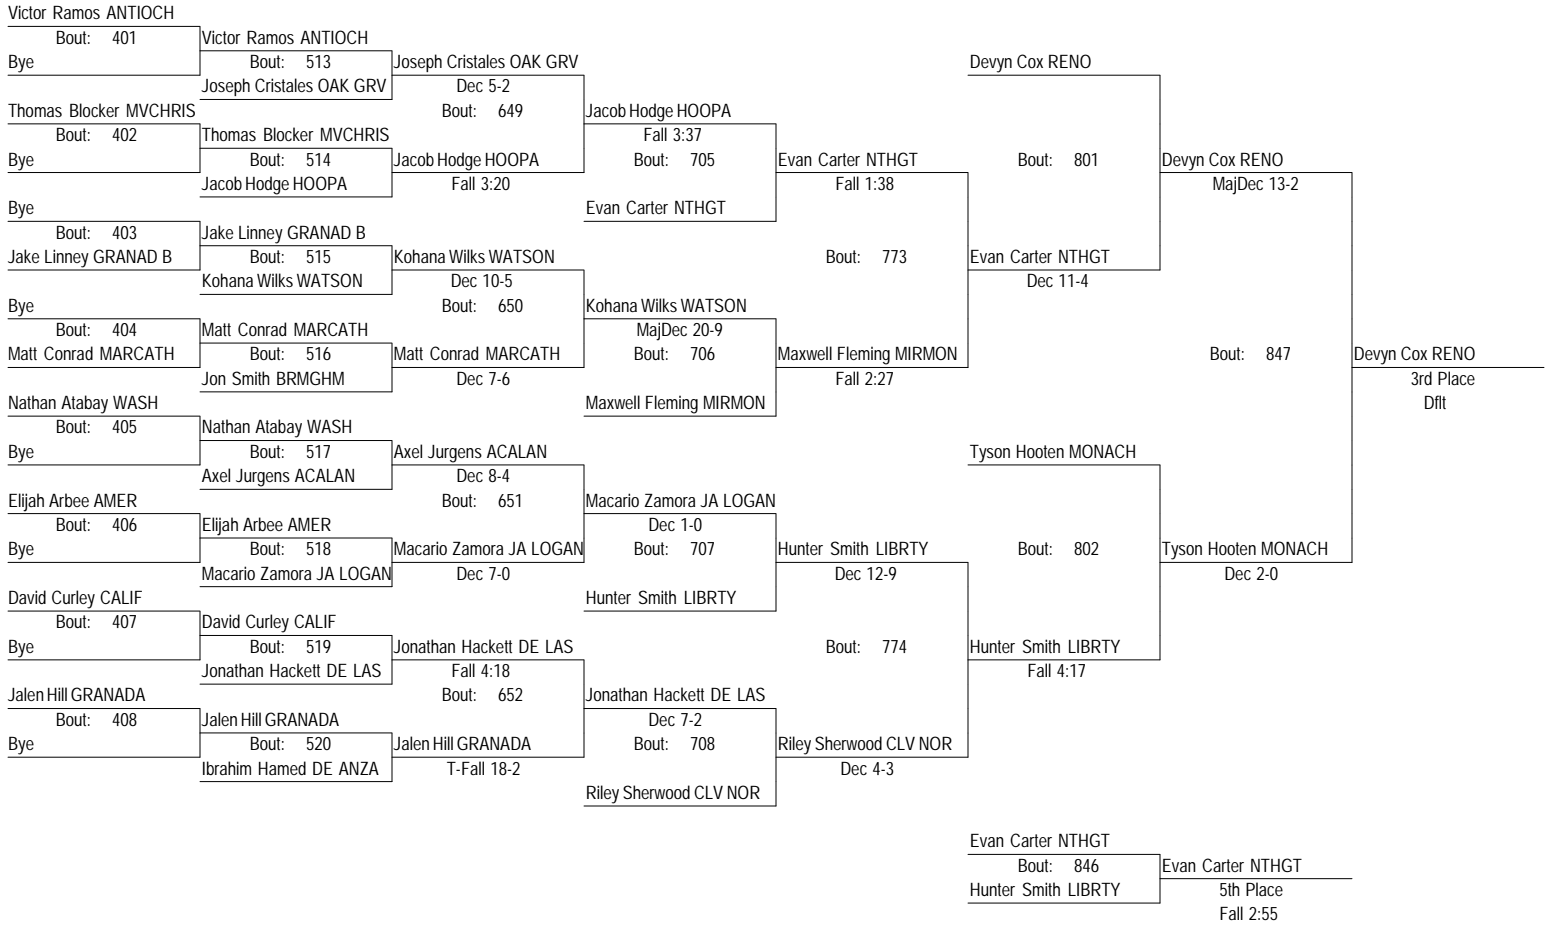 Victor Ramos ANTIOCH
Bout: 401
Bye
Thomas Blocker MVCHRIS
Bout: 402
Bye
Bye
Bout: 403
Jake Linney GRANAD B
Bye
Bout: 404
Matt Conrad MARCATH
Nathan Atabay WASH
Bout: 405
Bye
Elijah Arbee AMER
Bout: 406
Bye
David Curley CALIF
Bout: 407
Bye
Jalen Hill GRANADA
Bout: 408
Bye
Victor Ramos ANTIOCH
Bout: 513
Joseph Cristales OAK GRV
Thomas Blocker MVCHRIS
Bout: 514
Jacob Hodge HOOPA
Jake Linney GRANAD B
Bout: 515
Kohana Wilks WATSON
Matt Conrad MARCATH
Bout: 516
Jon Smith BRMGHM
Nathan Atabay WASH
Bout: 517
Axel Jurgens ACALAN
Elijah Arbee AMER
Bout: 518
Macario Zamora JA LOGAN
David Curley CALIF
Bout: 519
Jonathan Hackett DE LAS
Jalen Hill GRANADA
Bout: 520
Ibrahim Hamed DE ANZA
Joseph Cristales OAK GRV
Dec 5-2
Bout: 649
Jacob Hodge HOOPA
Fall 3:20
Kohana Wilks WATSON
Dec 10-5
Bout: 650
Matt Conrad MARCATH
Dec 7-6
Axel Jurgens ACALAN
Dec 8-4
Bout: 651
Macario Zamora JA LOGAN
Dec 7-0
Jonathan Hackett DE LAS
Fall 4:18
Bout: 652
Jalen Hill GRANADA
T-Fall 18-2
Jacob Hodge HOOPA
Fall 3:37
Bout: 705
Evan Carter NTHGT
Kohana Wilks WATSON
MajDec 20-9
Bout: 706
Maxwell Fleming MIRMON
Macario Zamora JA LOGAN
Dec 1-0
Bout: 707
Hunter Smith LIBRTY
Jonathan Hackett DE LAS
Dec 7-2
Bout: 708
Riley Sherwood CLV NOR
Evan Carter NTHGT
Fall 1:38
Bout: 773
Maxwell Fleming MIRMON
Fall 2:27
Hunter Smith LIBRTY
Dec 12-9
Bout: 774
Riley Sherwood CLV NOR
Dec 4-3
Devyn Cox RENO
Bout: 801
Evan Carter NTHGT
Dec 11-4
Tyson Hooten MONACH
Bout: 802
Hunter Smith LIBRTY
Fall 4:17
Devyn Cox RENO
MajDec 13-2
Bout: 847
Tyson Hooten MONACH
Dec 2-0
Devyn Cox RENO
3rd Place
Dflt
Evan Carter NTHGT
Bout: 846
Hunter Smith LIBRTY
Evan Carter NTHGT
5th Place
Fall 2:55